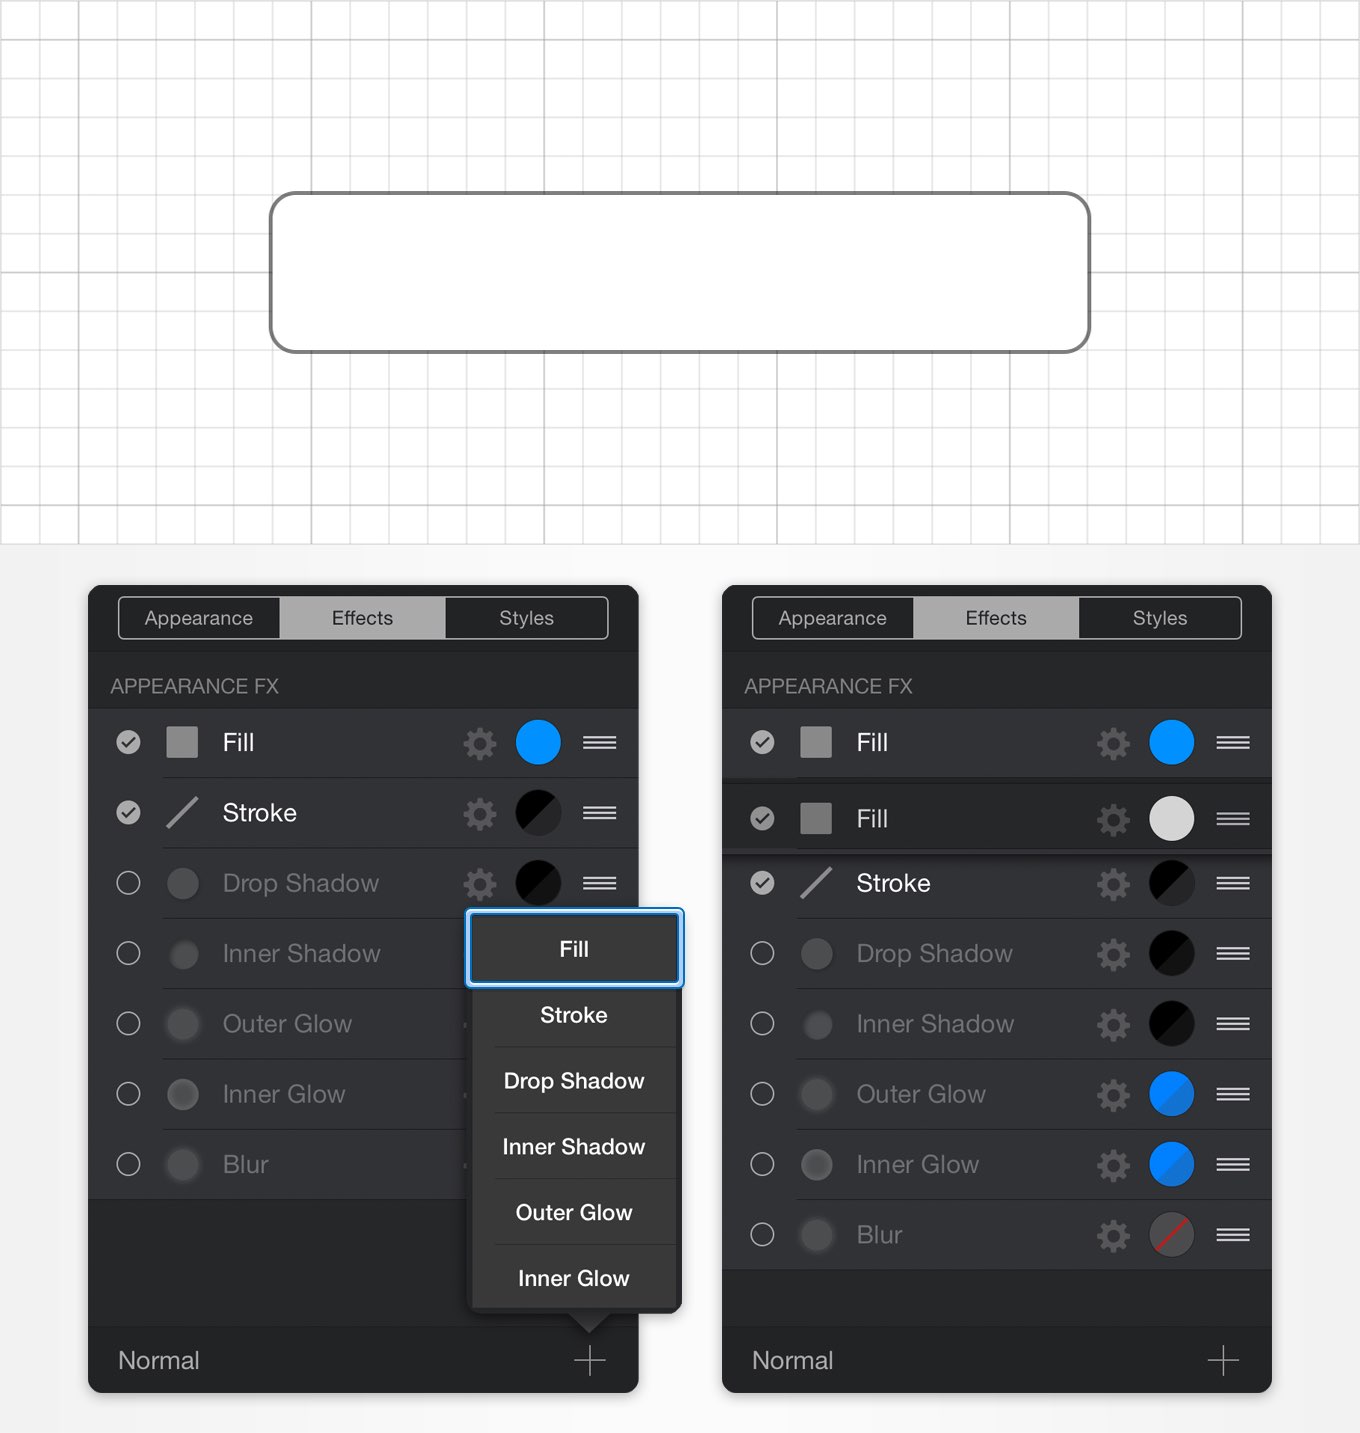 Appearance Effects Styles
APPEARANCE FX
Fill
Stroke
Drop Shadow
Inner Shadow
Outer Glow
Inner Glow
Blur
Fill
Stroke
Drop Shadow
Inner Shadow
Outer Glow
Inner Glow
Normal
Appearance Effects Styles
APPEARANCE FX
Fill
Fill
Stroke
Drop Shadow
Inner Shadow
Outer Glow
Inner Glow
Blur
Normal